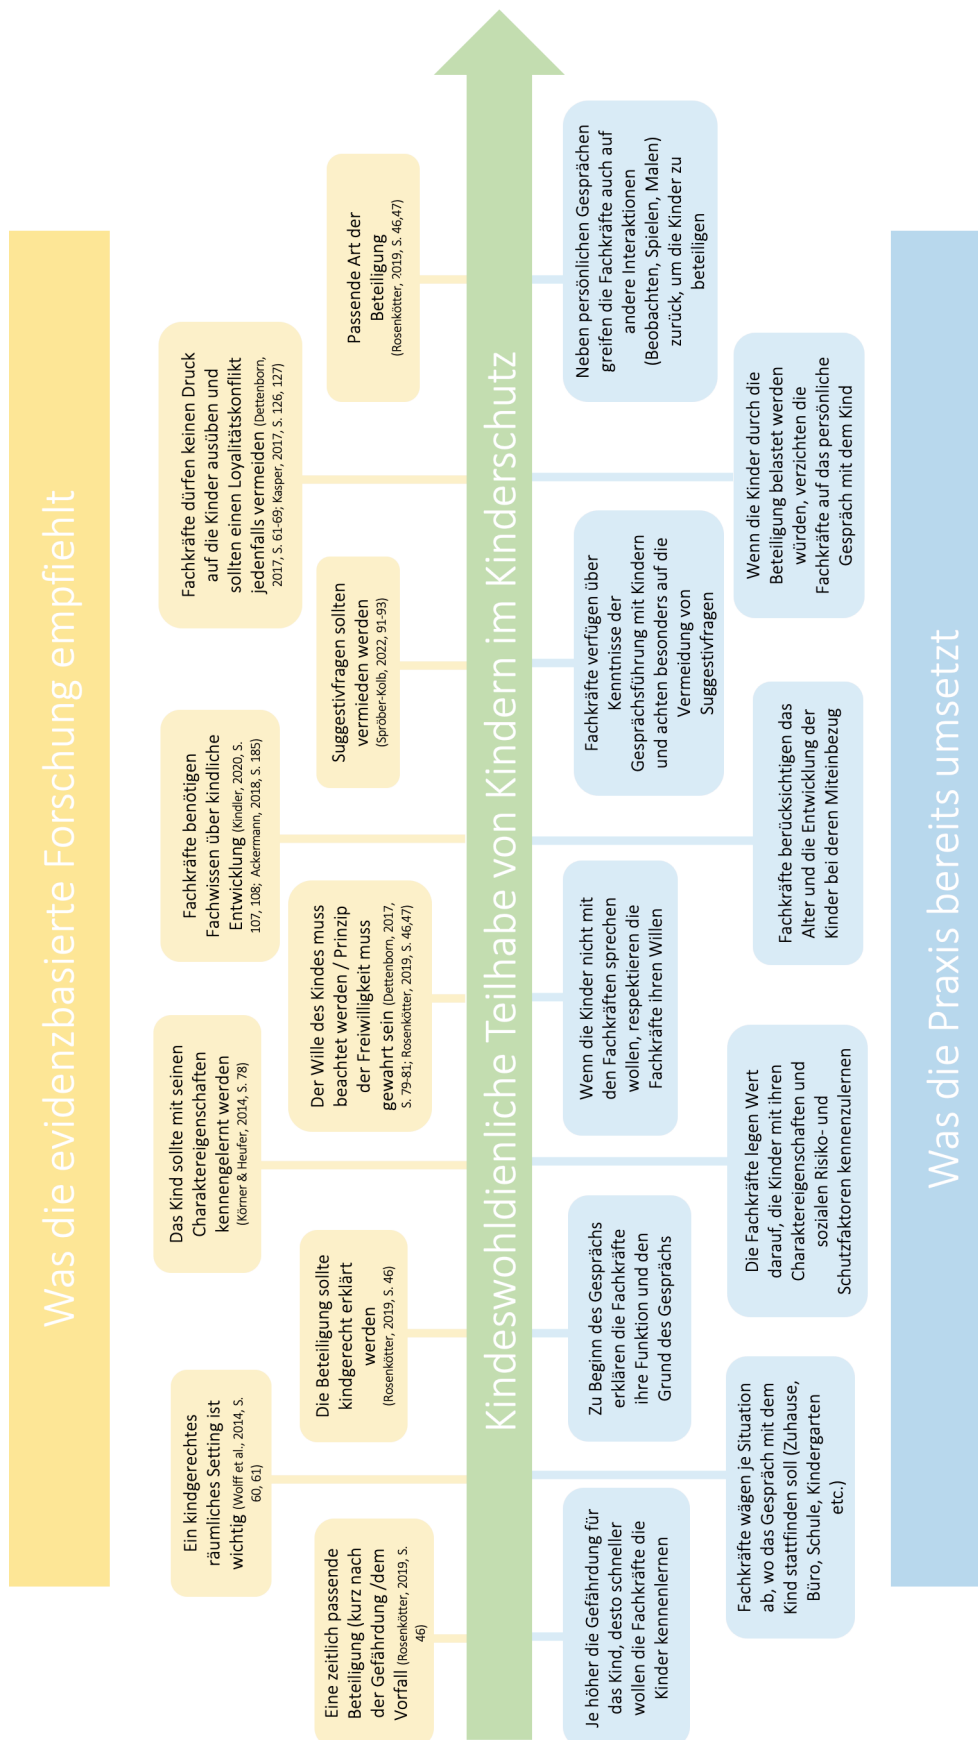 Was die evidenzbasierte Forschung empfiehlt
Eine zeitlich passende
Beteiligung (kurz nach
der Gefährdung /dem
Vorfall (Rosenkötter, 2019, S.
46)
Ein kindgerechtes
räumliches Setting ist
wichtig (Wolff et al., 2014, S.
60, 61)
Die Beteiligung sollte
kindgerecht erklärt
werden
(Rosenkötter, 2019, S. 46)
Das Kind sollte mit seinen
Charaktereigenschaften
kennengelernt werden
(Körner & Heufer, 2014, S. 78)
Der Wille des Kindes muss
beachtet werden / Prinzip
der Freiwilligkeit muss
gewahrt sein (Dettenborn, 2017,
S. 79-81; Rosenkötter, 2019, S. 46,47)
Fachkräfte benötigen
Fachwissen über kindliche
Entwicklung (Kindler, 2020, S.
107, 108; Ackermann, 2018, S. 185)
Suggestivfragen sollten
vermieden werden
(Spröber-Kolb, 2022, 91-93)
Fachkräfte dürfen keinen Druck
auf die Kinder ausüben und
sollten einen Loyalitätskonflikt
jedenfalls vermeiden (Dettenborn,
2017, S. 61-69; Kasper, 2017, S. 126, 127)
Passende Art der
Beteiligung
(Rosenkötter, 2019, S. 46,47)
Kindeswohldienliche Teilhabe von Kindern im Kinderschutz
Je höher die Gefährdung für
das Kind, desto schneller
wollen die Fachkräfte die
Kinder kennenlernen
Fachkräfte wägen je Situation
ab, wo das Gespräch mit dem
Kind stattfinden soll (Zuhause,
Büro, Schule, Kindergarten
etc.)
Zu Beginn des Gesprächs
erklären die Fachkräfte
ihre Funktion und den
Grund des Gesprächs
Die Fachkräfte legen Wert
darauf, die Kinder mit ihren
Charaktereigenschaften und
sozialen Risiko- und
Schutzfaktoren kennenzulernen
Wenn die Kinder nicht mit
den Fachkräften sprechen
wollen, respektieren die
Fachkräfte ihren Willen
Fachkräfte berücksichtigen das
Alter und die Entwicklung der
Kinder bei deren Miteinbezug
Fachkräfte verfügen über
Kenntnisse der
Gesprächsführung mit Kindern
und achten besonders auf die
Vermeidung von
Suggestivfragen
Wenn die Kinder durch die
Beteiligung belastet werden
würden, verzichten die
Fachkräfte auf das persönliche
Gespräch mit dem Kind
Neben persönlichen Gesprächen
greifen die Fachkräfte auch auf
andere Interaktionen
(Beobachten, Spielen, Malen)
zurück, um die Kinder zu
beteiligen
Was die Praxis bereits umsetzt